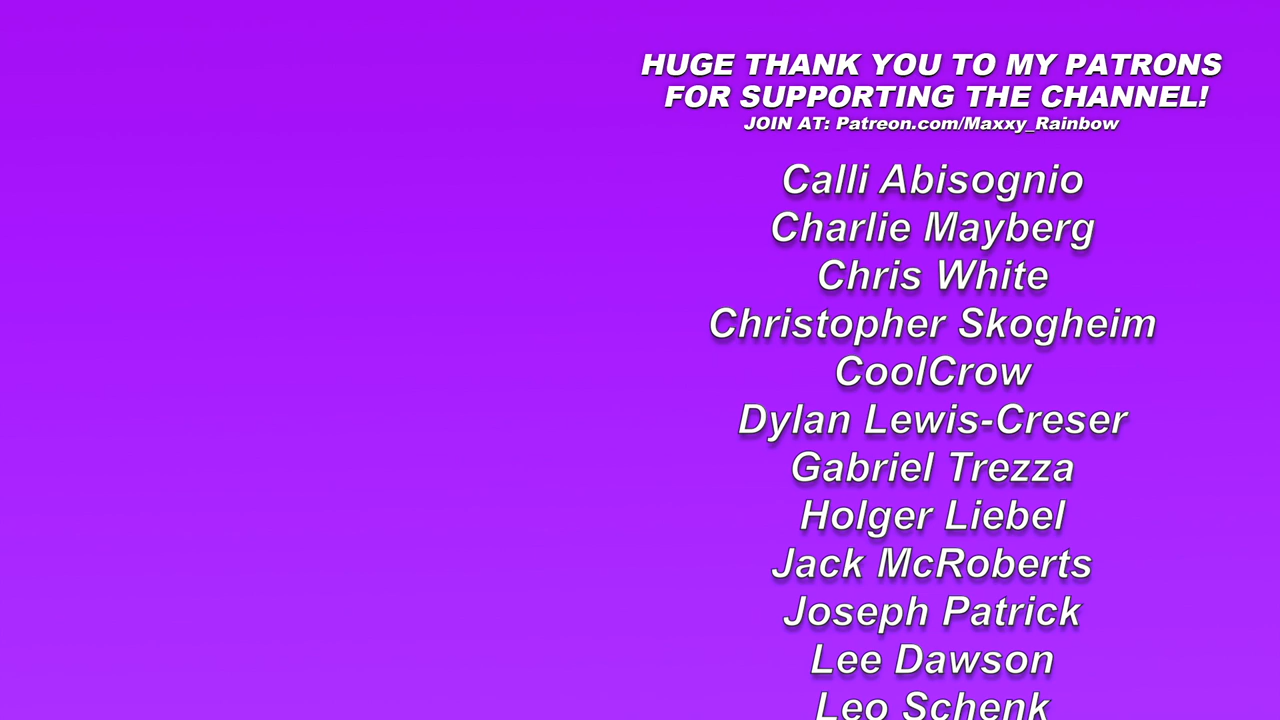 HUGE THANK YOU TO MY PATRONS
FOR SUPPORTING THE CHANNEL!
JOIN AT: Patreon.com/Maxxy_Rainbow
Calli Abisognio
Charlie Mayberg
Chris White
Christopher Skogheim
CoolCrow
Dylan Lewis-Creser
Gabriel Trezza
Holger Liebel
Jack McRoberts
Joseph Patrick
Lee Dawson
Leo Schenk